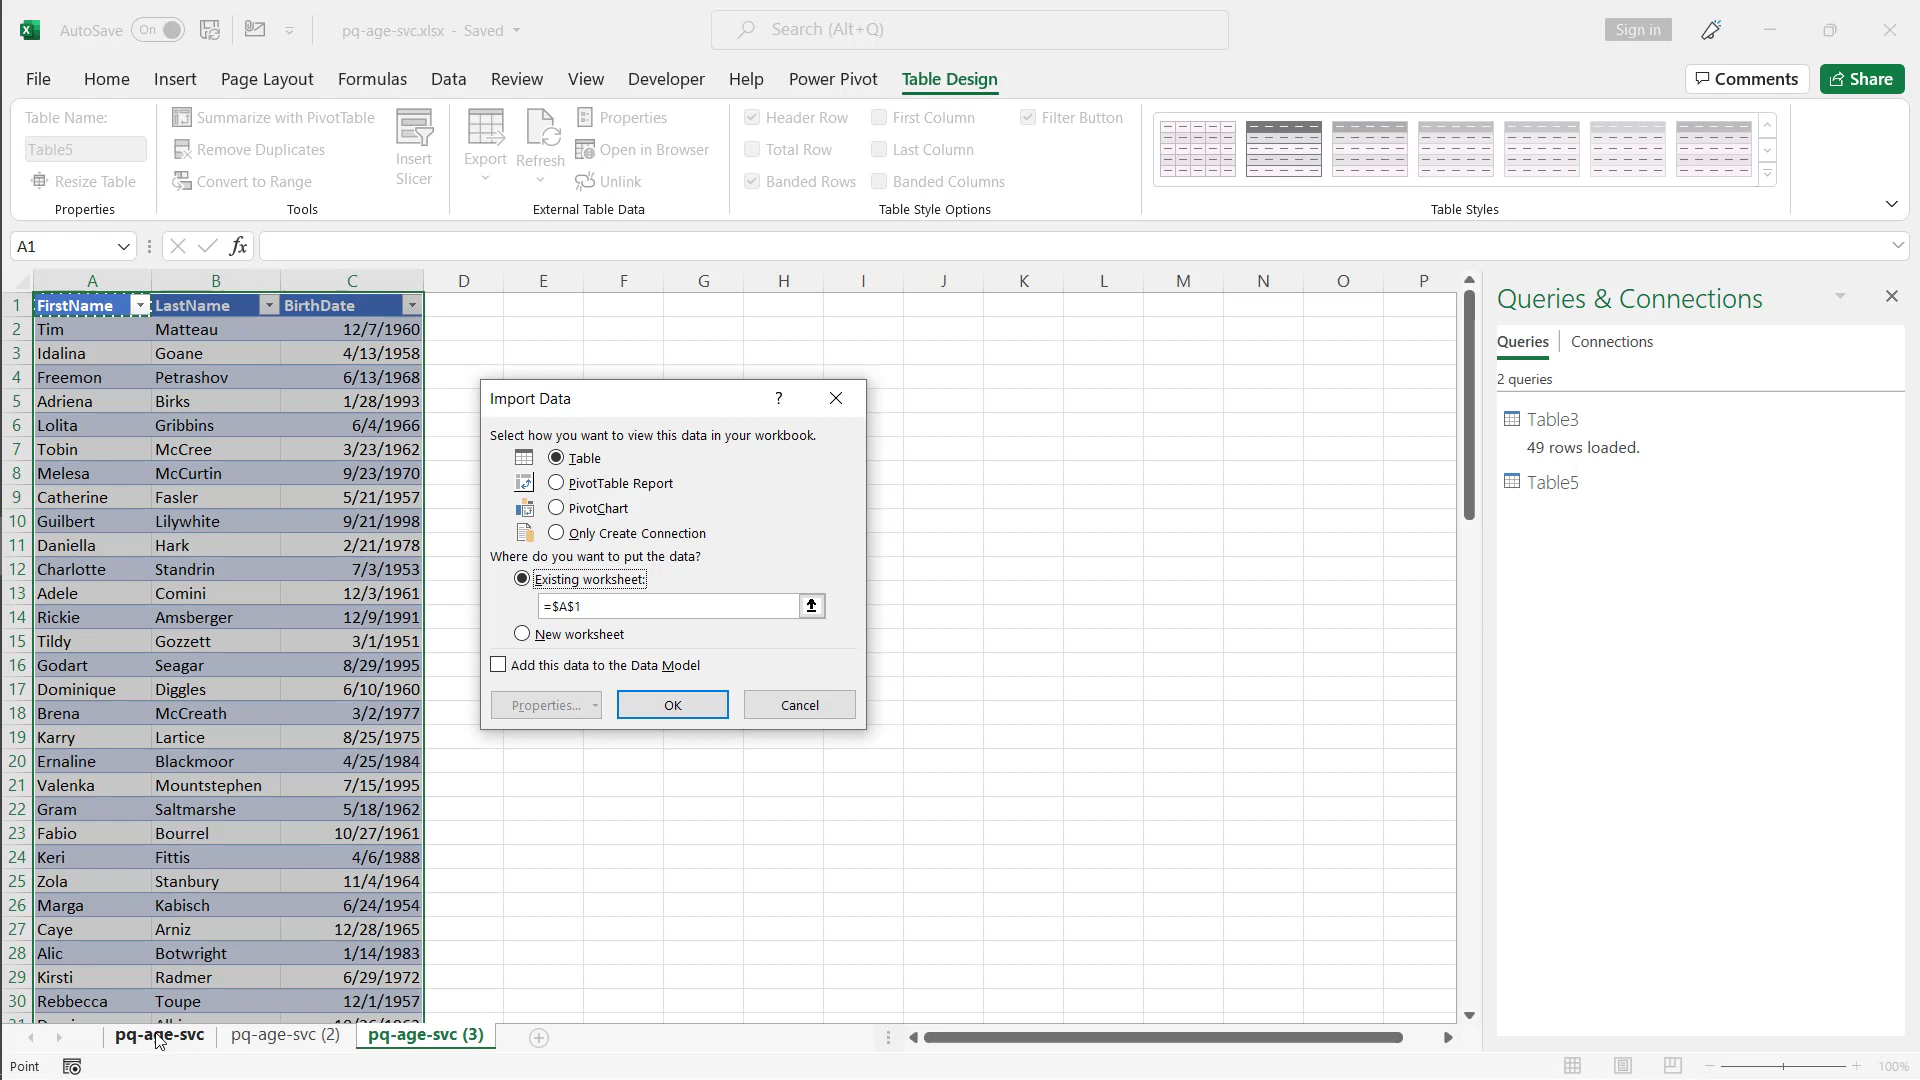 AutoSave On pq-age-svc.xlsx - Saved Search (Alt+Q) Sign in
File Home Insert Page Layout Formulas Data Review View Developer Help Power Pivot Table Design Comments Share
Table Name:
Table5
Resize Table
Properties
Summarize with PivotTable
Remove Duplicates
Convert to Range
Tools
Insert
Slicer
Export
Refresh
Properties
Open in Browser
Unlink
External Table Data
Header Row First Column Filter Button
Total Row Last Column
Banded Rows Banded Columns
Table Style Options
Table Styles
A1 fx
A B C D E F G H I J K L M N O P
1 FirstName LastName BirthDate
2 Tim Matteau 12/7/1960
3 Idalina Goane 4/13/1958
4 Freemon Petrashov 6/13/1968
5 Adriena Birks 1/28/1993
6 Lolita Gribbins 6/4/1966
7 Tobin McCree 3/23/1962
8 Melesa McCurtin 9/23/1970
9 Catherine Fasler 5/21/1957
10 Guilbert Lilywhite 9/21/1998
11 Daniella Hark 2/21/1978
12 Charlotte Standrin 7/3/1953
13 Adele Comini 12/3/1961
14 Rickie Amsberger 12/9/1991
15 Tildy Gozzett 3/1/1951
16 Godart Seagar 8/29/1995
17 Dominique Diggles 6/10/1960
18 Brena McCreath 3/2/1977
19 Karry Lartice 8/25/1975
20 Ernaline Blackmoor 4/25/1984
21 Valenka Mountstephen 7/15/1995
22 Gram Saltmarshe 5/18/1962
23 Fabio Bourrel 10/27/1961
24 Keri Fittis 4/6/1988
25 Zola Stanbury 11/4/1964
26 Marga Kabisch 6/24/1954
27 Caye Arniz 12/28/1965
28 Alic Botwright 1/14/1983
29 Kirsti Radmer 6/29/1972
30 Rebbecca Toupe 12/1/1957
Import Data ?
Select how you want to view this data in your workbook.
Table
PivotTable Report
PivotChart
Only Create Connection
Where do you want to put the data?
Existing worksheet:
=$A$1
New worksheet
Add this data to the Data Model
Properties... OK Cancel
Queries & Connections
Queries Connections
2 queries
Table3
49 rows loaded.
Table5
pq-age-svc pq-age-svc (2) pq-age-svc (3)
Point 100%